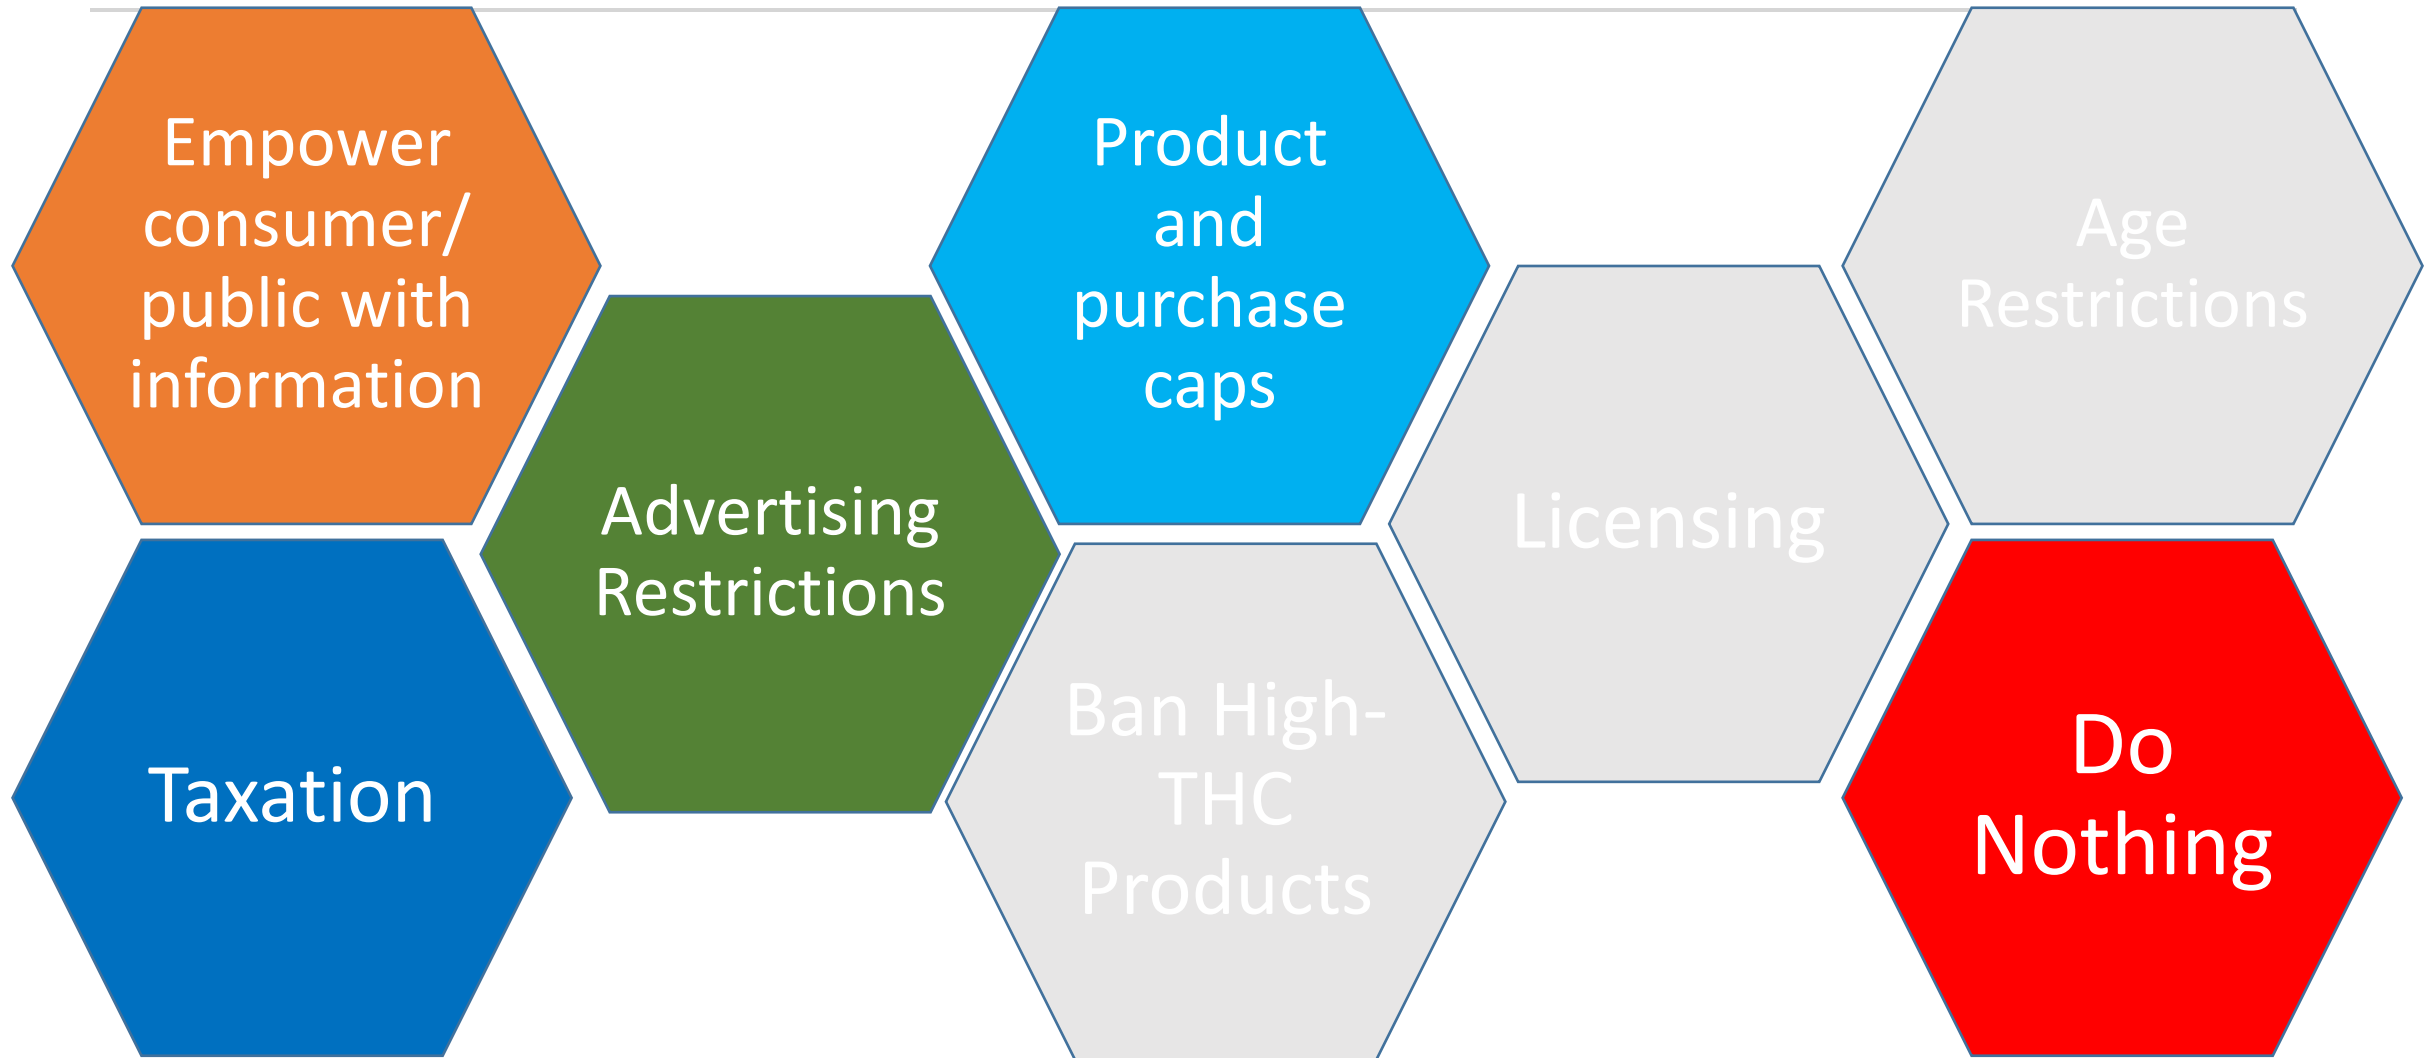 Empower
consumer/
public with
information
Taxation
Advertising
Restrictions
Product
and
purchase
caps
Ban High-
THC
Products
Licensing
Age
Restrictions
Do
Nothing